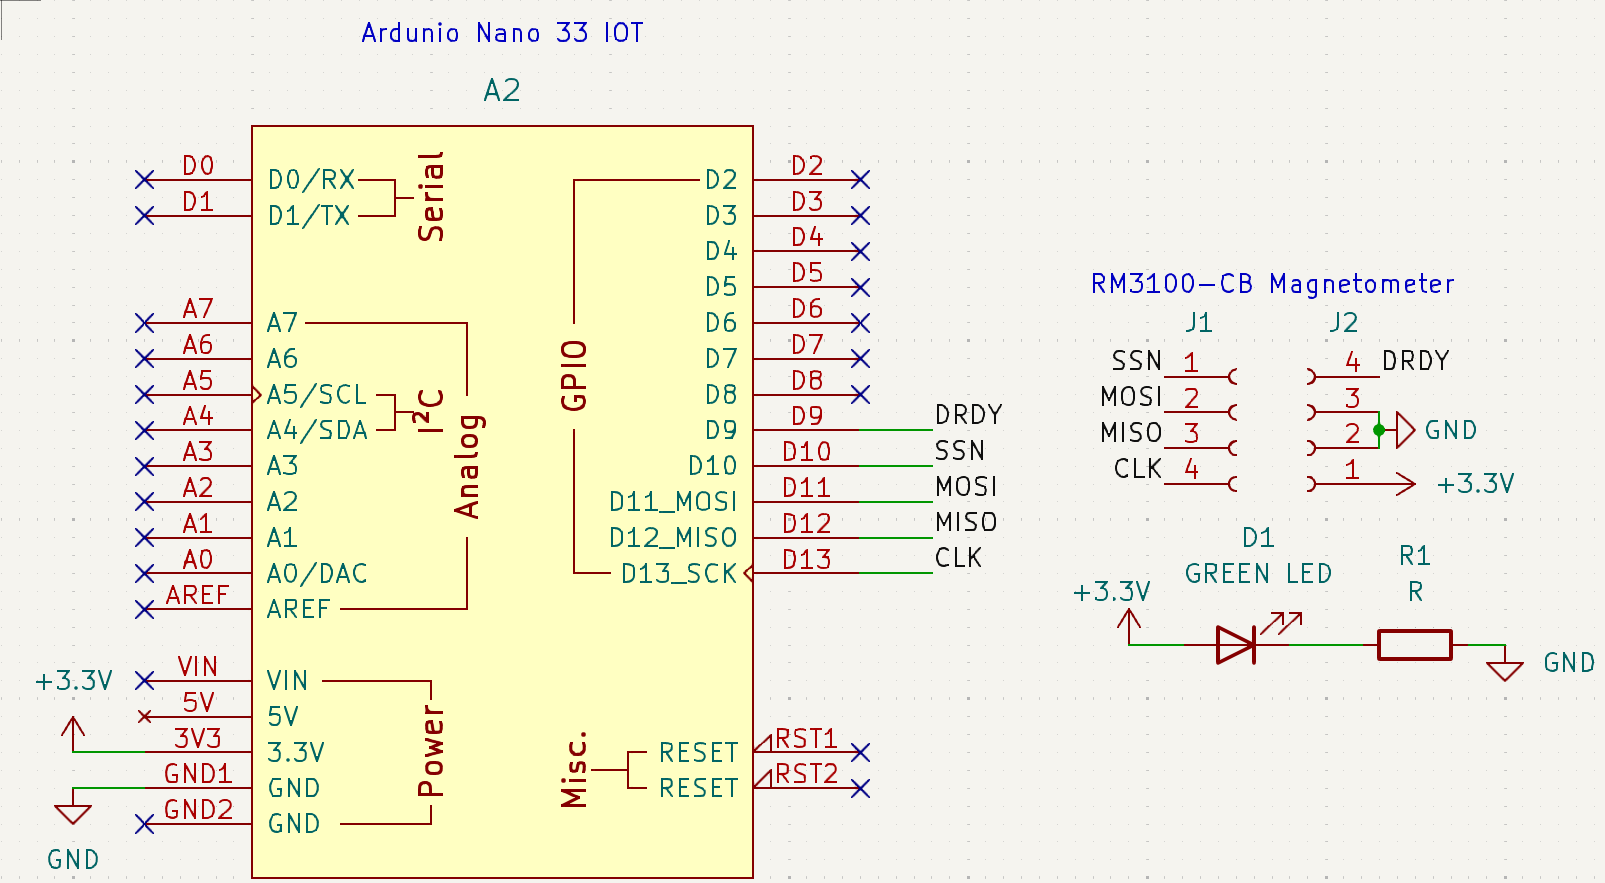 Ardunio Nano 33 IOT
A2
D0 D0/RX
D1 D1/TX
Serial
A7 A7
A6 A6
A5 A5/SCL
A4 A4/SDA
I²C
A3 A3
A2 A2
A1 A1
A0 A0/DAC
AREF AREF
Analog
VIN VIN
5V 5V
+3.3V
3V3 3.3V
GND1 GND
GND2 GND
GND
Power
GPIO
D2 D2
D3 D3
D4 D4
D5 D5
D6 D6
D7 D7
D8 D8
D9 D9 DRDY
D10 D10 SSN
D11_MOSI D11 MOSI
D12_MISO D12 MISO
D13_SCK D13 CLK
Misc.
RESET RST1
RESET RST2
RM3100-CB Magnetometer
J1 J2
SSN 1 4 DRDY
MOSI 2 3
MISO 3 2 GND
CLK 4 1 +3.3V
D1
GREEN LED
R1
R
+3.3V
GND